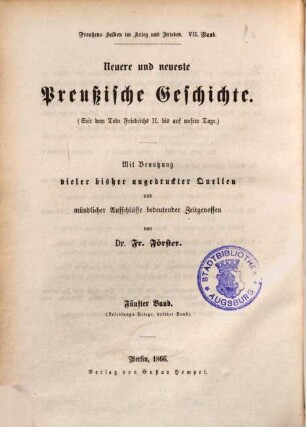 Preußens Helden im Krieg und Frieden. VII. Band.
Neuere und neueste
Preußische Geschichte.
(Seit dem Tode Friedrichs II. bis auf unsere Tage.)
Mit Benutzung
vieler bisher ungedruckter Quellen
und
mündlicher Aufschlüsse bedeutender Zeitgenossen
von
Dr. Fr. Förster.
STADTBIBLIOTHEK
AUGSBURG
Fünfter Band.
(Befreiungs-Kriege, dritter Band)
Berlin, 1866.
Verlag von Gustav Hempel.